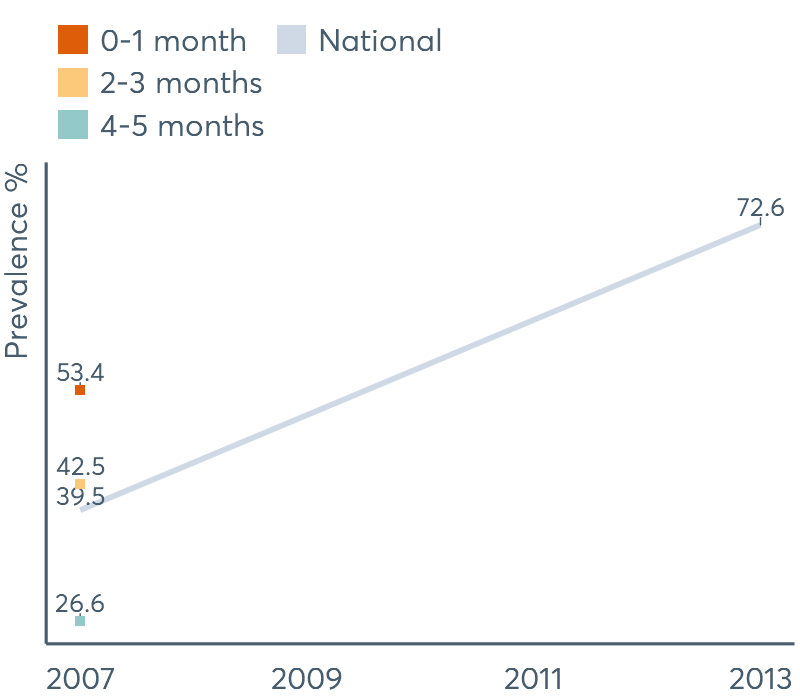 0-1 month
National
2-3 months
4-5 months
Prevalence %
72.6
53.4
42.5
39.5
26.6
2007 2009 2011 2013